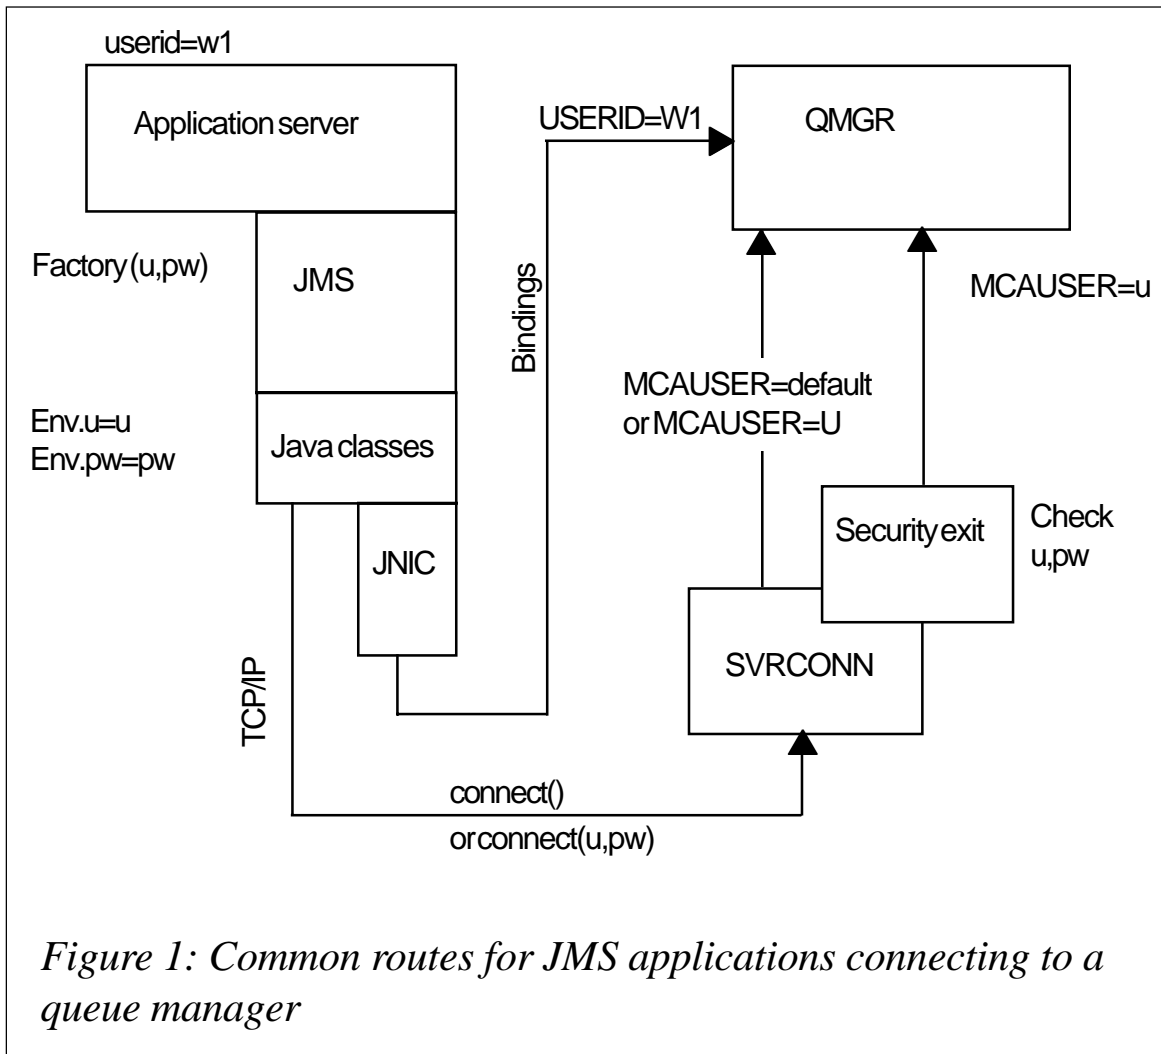 userid=w1
Application server
USERID=W1
QMGR
Factory (u,pw)
JMS
Bindings
MCAUSER=u
MCAUSER=default
or MCAUSER=U
Env.u=u
Env.pw=pw
Java classes
Security exit
Check
u,pw
JNIC
SVRCONN
TCP/IP
connect()
or connect(u,pw)
Figure 1: Common routes for JMS applications connecting to a
queue manager